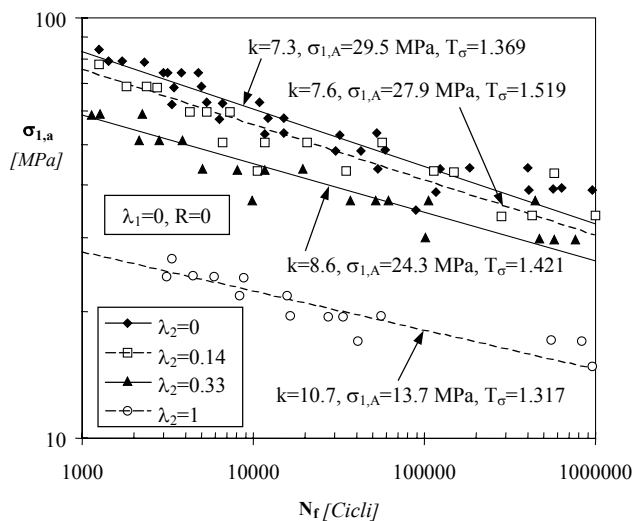 100
k=7.3, σ1,A=29.5 MPa, Tσ=1.369
k=7.6, σ1,A=27.9 MPa, Tσ=1.519
σ1,a
[MPa]
λ1=0, R=0
k=8.6, σ1,A=24.3 MPa, Tσ=1.421
λ2=0
λ2=0.14
λ2=0.33
λ2=1
k=10.7, σ1,A=13.7 MPa, Tσ=1.317
10
1000 10000 100000 1000000
Nf [Cicli]